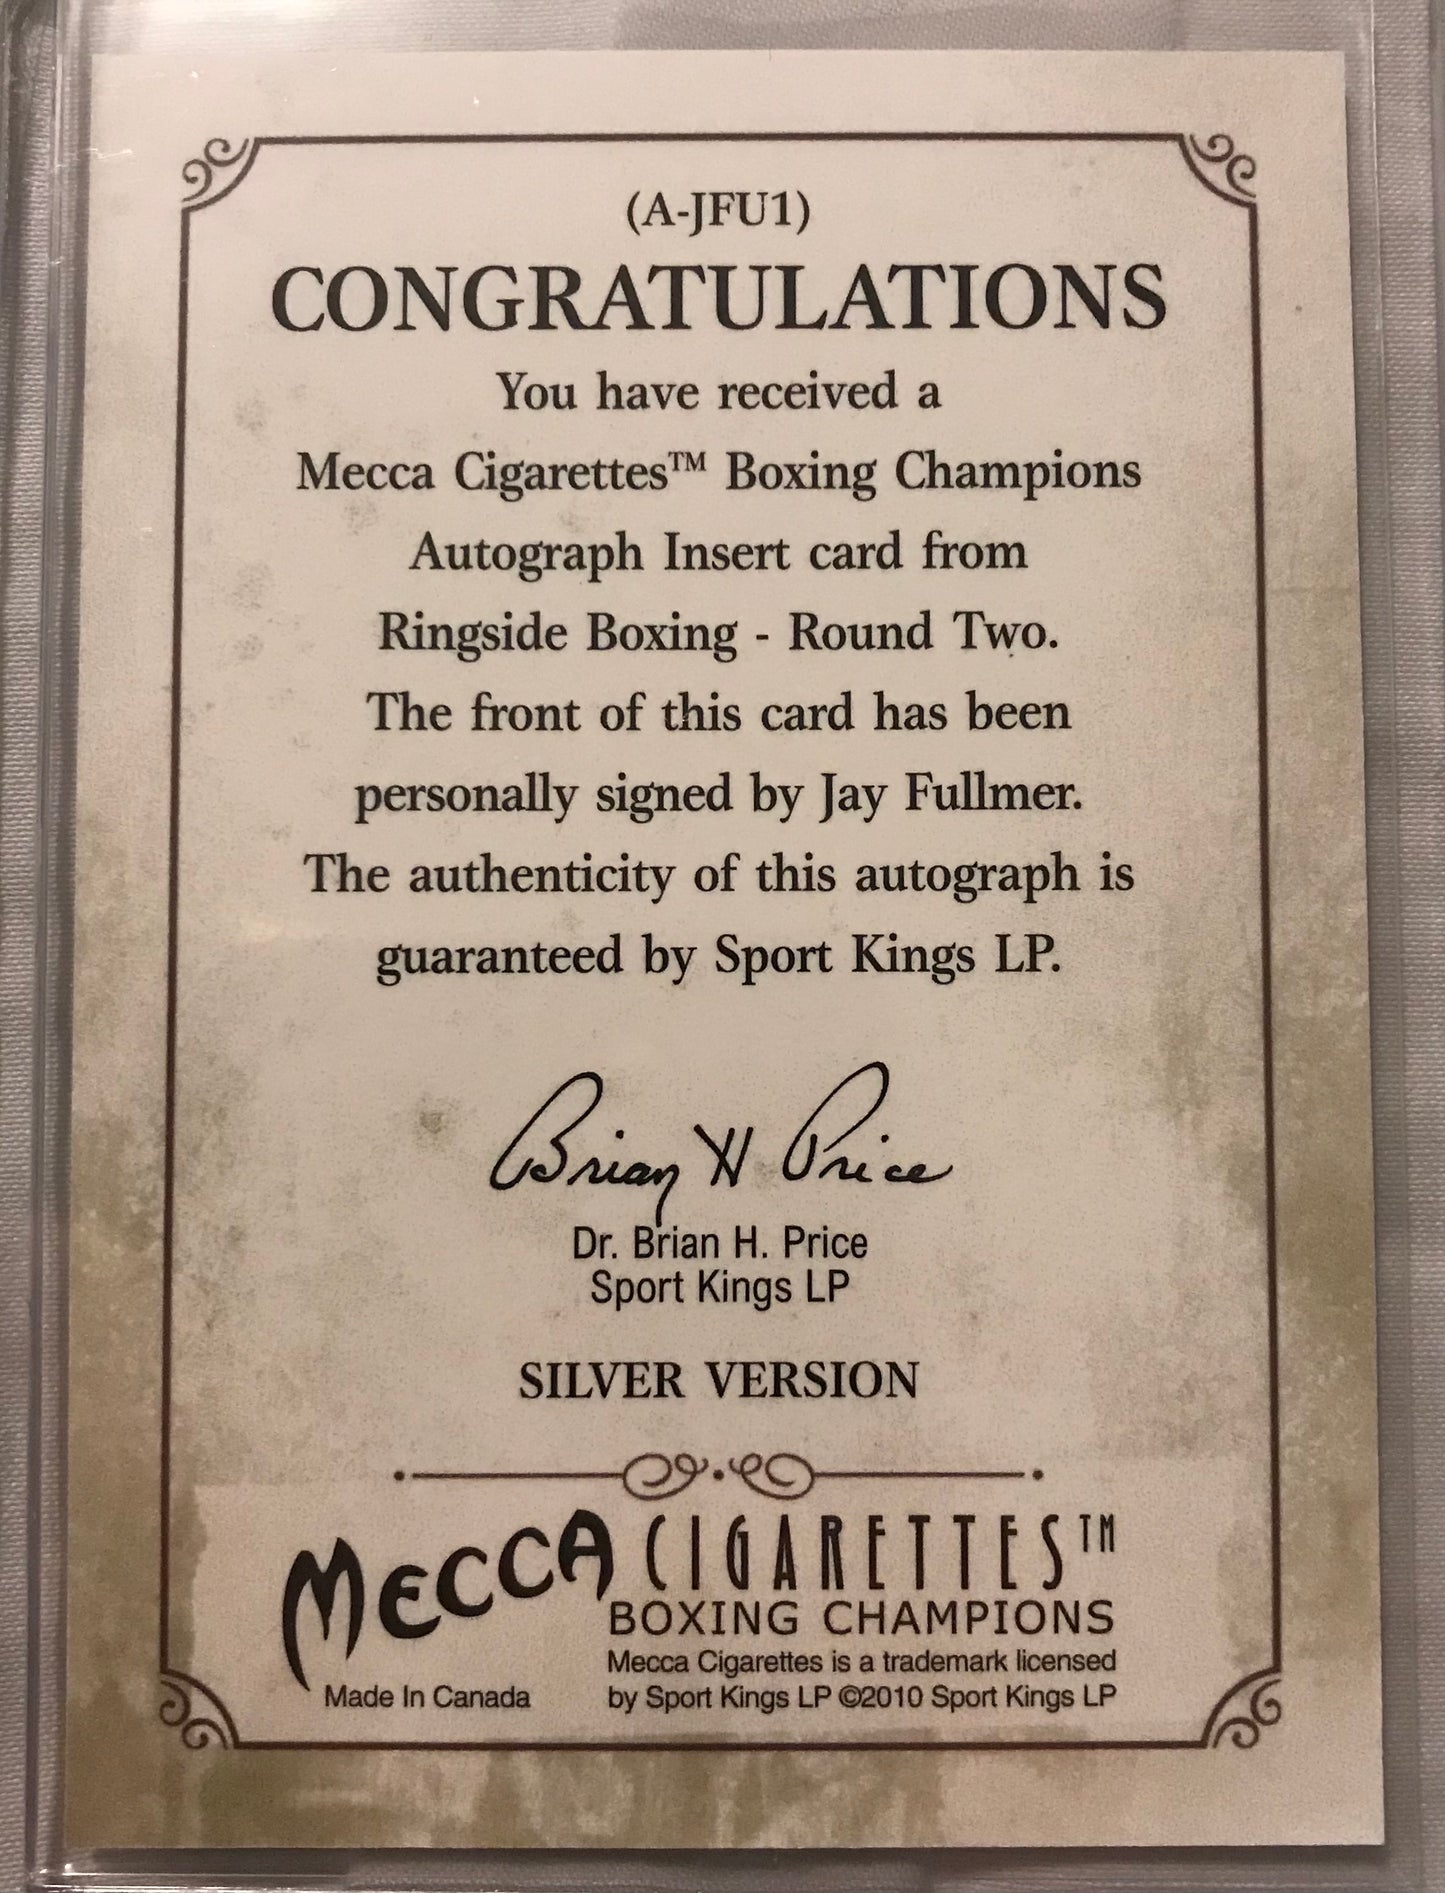 (A-JFU1)
CONGRATULATIONS
You have received a
Mecca Cigarettes™ Boxing Champions
Autograph Insert card from
Ringside Boxing - Round Two.
The front of this card has been
personally signed by Jay Fullmer.
The authenticity of this autograph is
guaranteed by Sport Kings LP.
Brian H Price
Dr. Brian H. Price
Sport Kings LP
SILVER VERSION
MECCA CIGARETTES™
BOXING CHAMPIONS
Mecca Cigarettes is a trademark licensed
Made In Canada by Sport Kings LP ©2010 Sport Kings LP